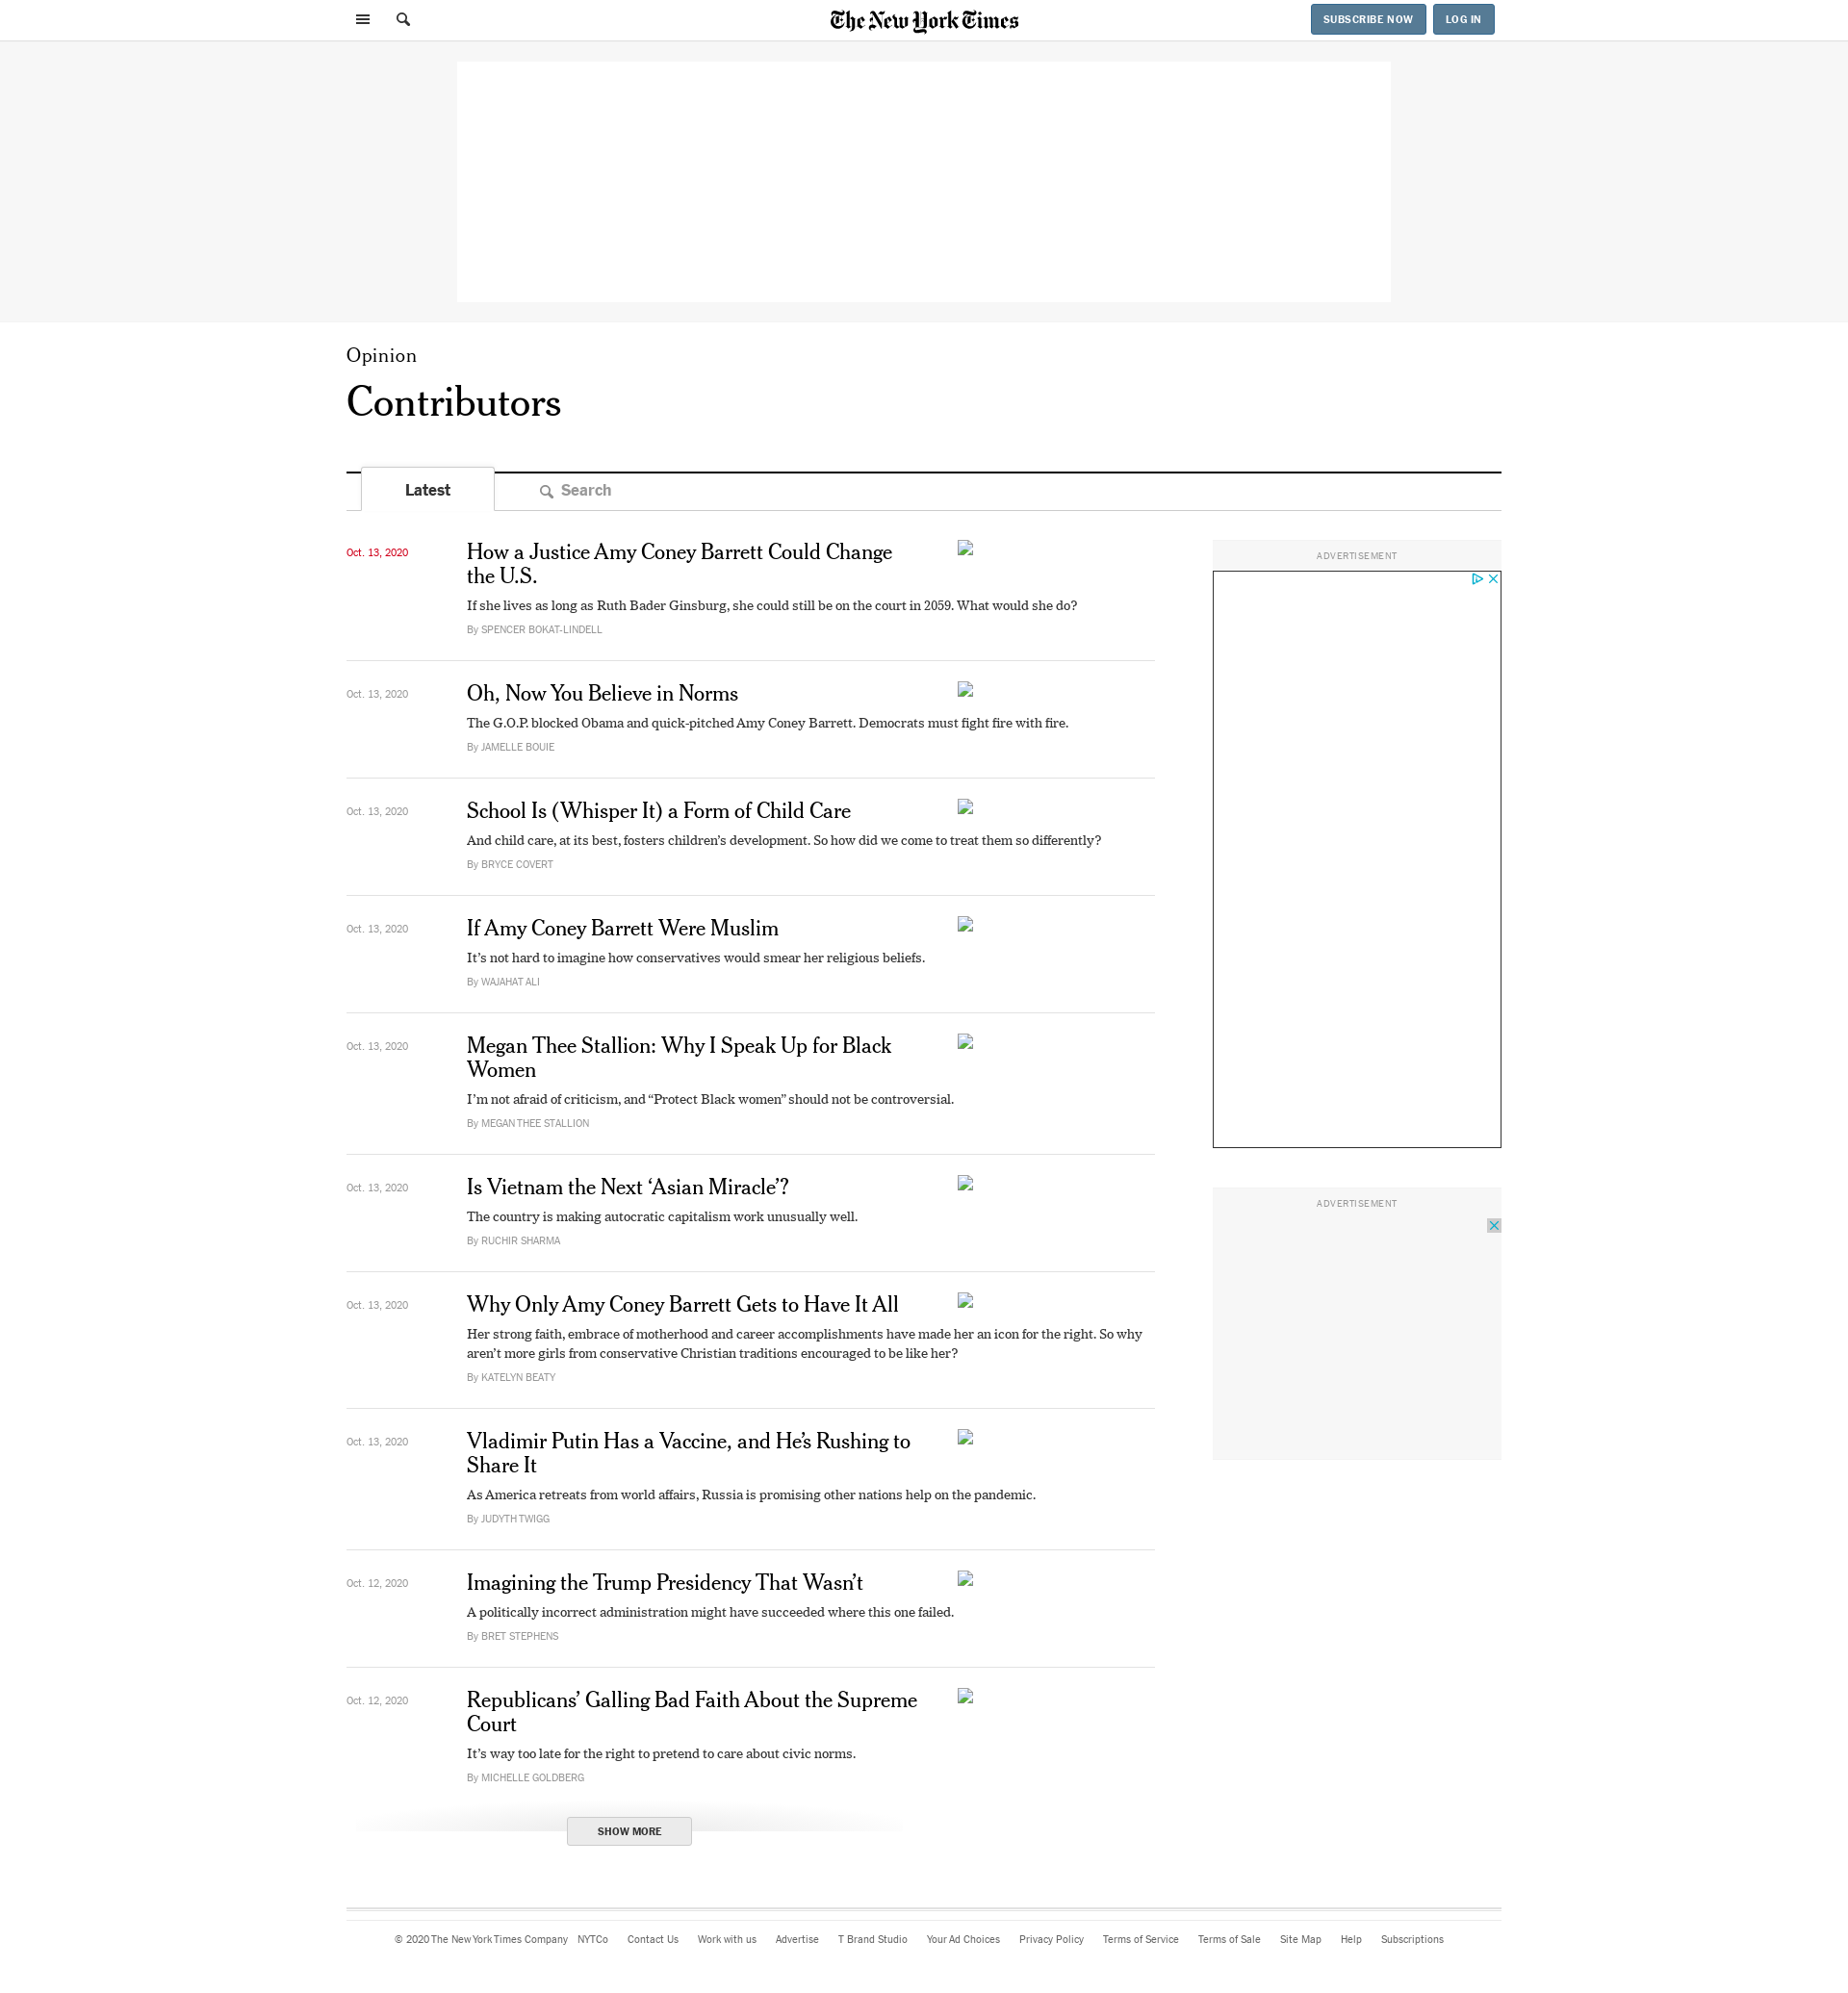 The New York Times
SUBSCRIBE NOW
LOG IN
Opinion
Contributors
Latest
Search
Oct. 13, 2020
How a Justice Amy Coney Barrett Could Change
the U.S.
If she lives as long as Ruth Bader Ginsburg, she could still be on the court in 2059. What would she do?
By SPENCER BOKAT-LINDELL
Oct. 13, 2020
Oh, Now You Believe in Norms
The G.O.P. blocked Obama and quick-pitched Amy Coney Barrett. Democrats must fight fire with fire.
By JAMELLE BOUIE
Oct. 13, 2020
School Is (Whisper It) a Form of Child Care
And child care, at its best, fosters children’s development. So how did we come to treat them so differently?
By BRYCE COVERT
Oct. 13, 2020
If Amy Coney Barrett Were Muslim
It’s not hard to imagine how conservatives would smear her religious beliefs.
By WAJAHAT ALI
Oct. 13, 2020
Megan Thee Stallion: Why I Speak Up for Black
Women
I’m not afraid of criticism, and “Protect Black women” should not be controversial.
By MEGAN THEE STALLION
Oct. 13, 2020
Is Vietnam the Next ‘Asian Miracle’?
The country is making autocratic capitalism work unusually well.
By RUCHIR SHARMA
Oct. 13, 2020
Why Only Amy Coney Barrett Gets to Have It All
Her strong faith, embrace of motherhood and career accomplishments have made her an icon for the right. So why
aren’t more girls from conservative Christian traditions encouraged to be like her?
By KATELYN BEATY
Oct. 13, 2020
Vladimir Putin Has a Vaccine, and He’s Rushing to
Share It
As America retreats from world affairs, Russia is promising other nations help on the pandemic.
By JUDYTH TWIGG
Oct. 12, 2020
Imagining the Trump Presidency That Wasn’t
A politically incorrect administration might have succeeded where this one failed.
By BRET STEPHENS
Oct. 12, 2020
Republicans’ Galling Bad Faith About the Supreme
Court
It’s way too late for the right to pretend to care about civic norms.
By MICHELLE GOLDBERG
SHOW MORE
ADVERTISEMENT
ADVERTISEMENT
© 2020 The New York Times Company NYTCo Contact Us Work with us Advertise T Brand Studio Your Ad Choices Privacy Policy Terms of Service Terms of Sale Site Map Help Subscriptions